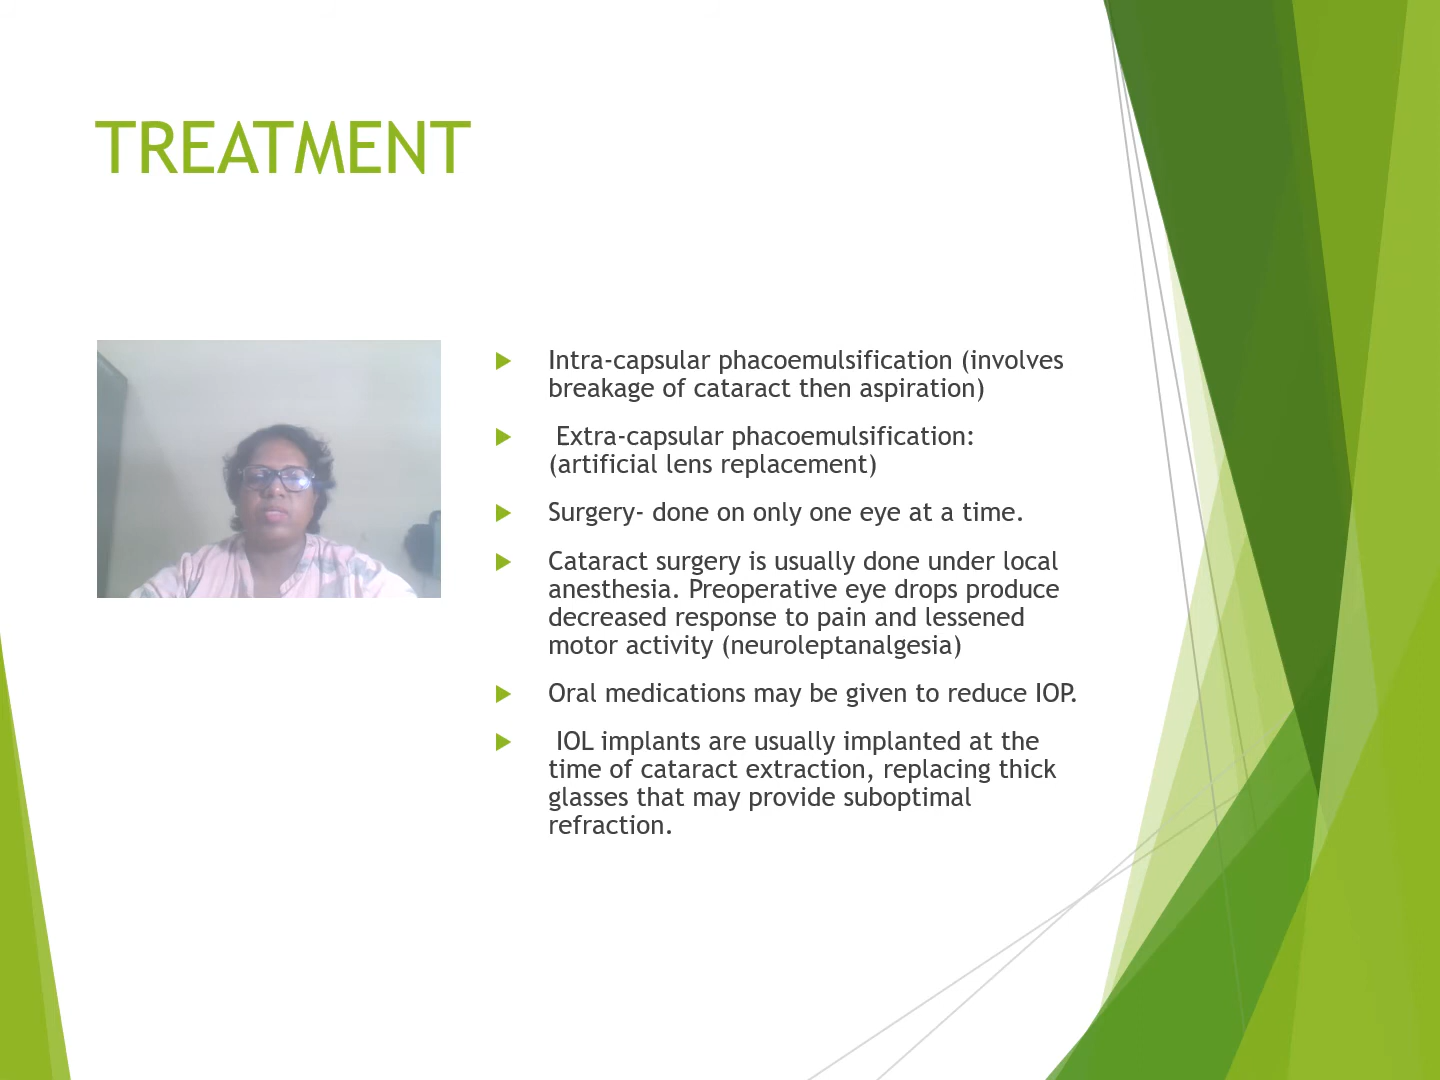 TREATMENT
Intra-capsular phacoemulsification (involves
breakage of cataract then aspiration)
Extra-capsular phacoemulsification:
(artificial lens replacement)
Surgery- done on only one eye at a time.
Cataract surgery is usually done under local
anesthesia. Preoperative eye drops produce
decreased response to pain and lessened
motor activity (neuroleptanalgesia)
Oral medications may be given to reduce IOP.
IOL implants are usually implanted at the
time of cataract extraction, replacing thick
glasses that may provide suboptimal
refraction.